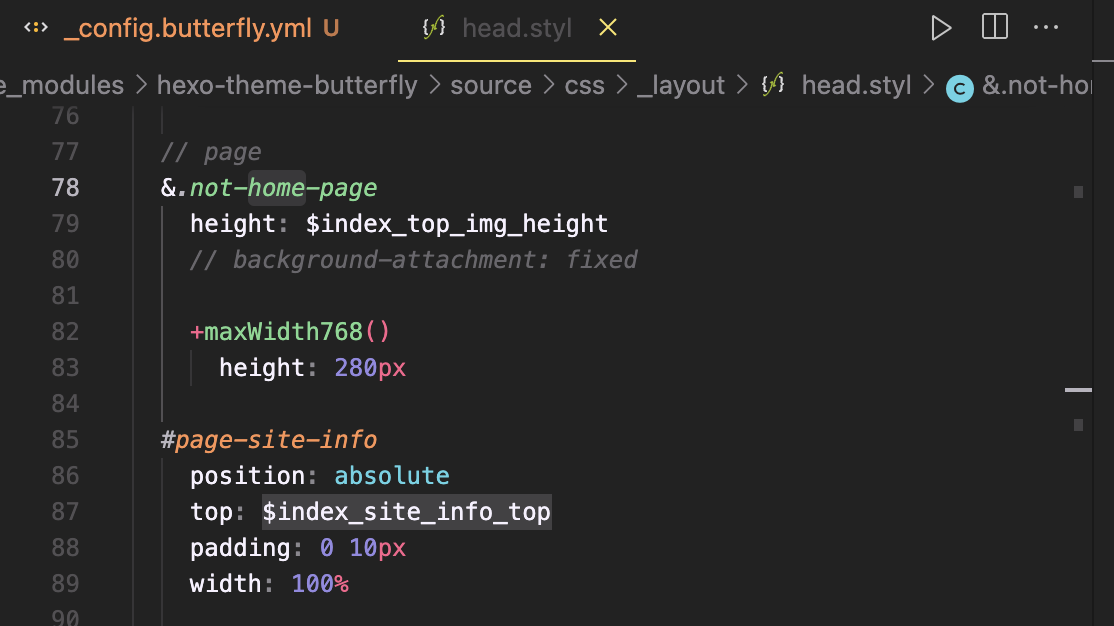 _config.butterfly.yml U head.styl
e_modules > hexo-theme-butterfly > source > css > _layout > head.styl > C &.not-ho
76
77 // page
78 &.not-home-page
79 height: $index_top_img_height
80 // background-attachment: fixed
81
82 +maxWidth768()
83 height: 280px
84
85 #page-site-info
86 position: absolute
87 top: $index_site_info_top
88 padding: 0 10px
89 width: 100%
90